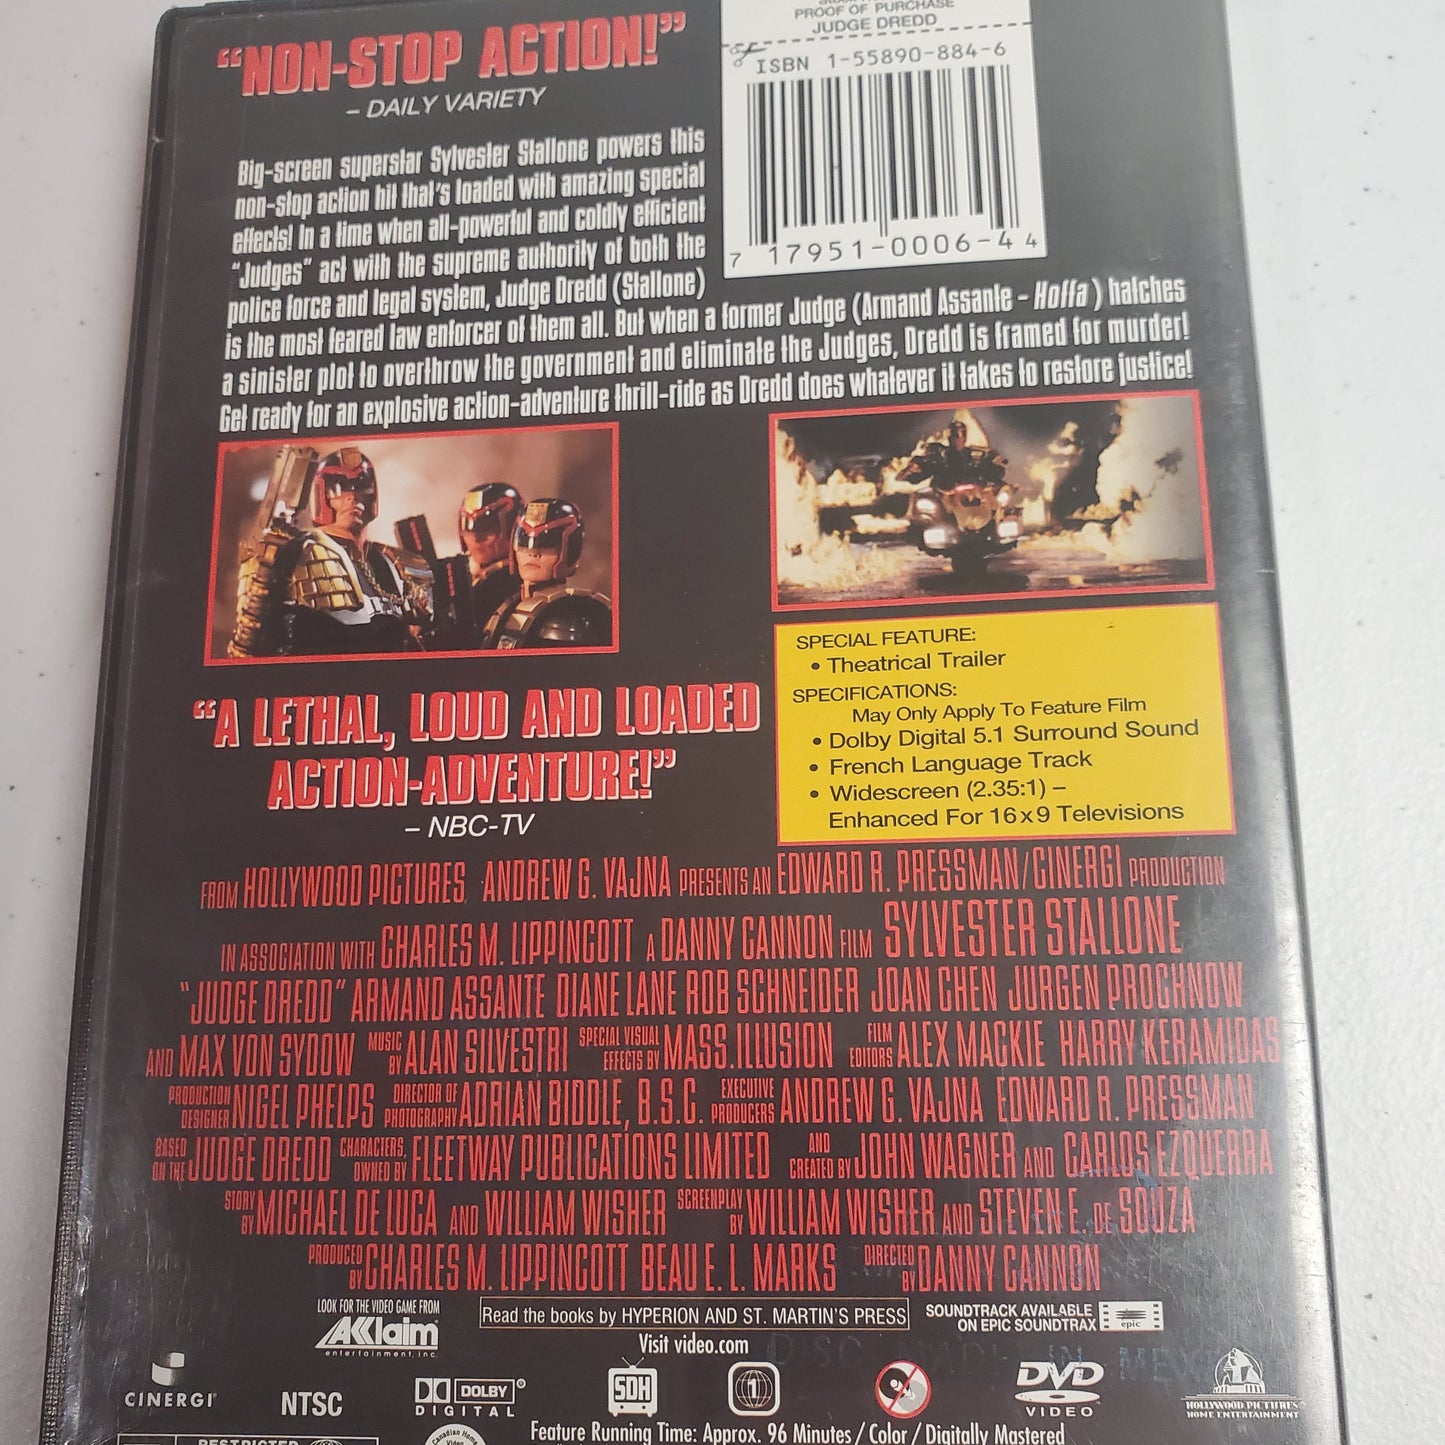 PROOF OF PURCHASE
JUDGE DREDD
ISBN 1-55890-884-6
7 17951-0006-4 4
“NON-STOP ACTION!”
– DAILY VARIETY
Big-screen superstar Sylvester Stallone powers this
non-stop action hit that's loaded with amazing special
effects! In a time when all-powerful and coldly efficient
“Judges” act with the supreme authority of both the
police force and legal system, Judge Dredd (Stallone)
is the most feared law enforcer of them all. But when a former Judge (Armand Assante - Hoffa ) hatches
a sinister plot to overthrow the government and eliminate the Judges, Dredd is framed for murder!
Get ready for an explosive action-adventure thrill-ride as Dredd does whatever it takes to restore justice!
SPECIAL FEATURE:
• Theatrical Trailer
SPECIFICATIONS:
May Only Apply To Feature Film
• Dolby Digital 5.1 Surround Sound
• French Language Track
• Widescreen (2.35:1) –
Enhanced For 16x9 Televisions
“A LETHAL, LOUD AND LOADED
ACTION-ADVENTURE!”
– NBC-TV
FROM HOLLYWOOD PICTURES, ANDREW G. VAJNA PRESENTS AN EDWARD R. PRESSMAN/CINERGI PRODUCTION
IN ASSOCIATION WITH CHARLES M. LIPPINCOTT A DANNY CANNON FILM SYLVESTER STALLONE
“JUDGE DREDD” ARMAND ASSANTE DIANE LANE ROB SCHNEIDER JOAN CHEN JURGEN PROCHNOW
AND MAX VON SYDOW MUSIC BY ALAN SILVESTRI SPECIAL VISUAL EFFECTS BY MASS.ILLUSION FILM EDITORS ALEX MACKIE HARRY KERAMIDAS
PRODUCTION DESIGNER NIGEL PHELPS DIRECTOR OF PHOTOGRAPHY ADRIAN BIDDLE, B.S.C. EXECUTIVE PRODUCERS ANDREW G. VAJNA EDWARD R. PRESSMAN
BASED ON THE JUDGE DREDD CHARACTERS, OWNED BY FLEETWAY PUBLICATIONS LIMITED AND CREATED BY JOHN WAGNER AND CARLOS EZQUERRA
STORY BY MICHAEL DE LUCA AND WILLIAM WISHER SCREENPLAY BY WILLIAM WISHER AND STEVEN E. DE SOUZA
PRODUCED BY CHARLES M. LIPPINCOTT BEAU E. L. MARKS DIRECTED BY DANNY CANNON
LOOK FOR THE VIDEO GAME FROM
AKklaim
entertainment, inc.
Read the books by HYPERION AND ST. MARTIN'S PRESS
Visit video.com
SOUNDTRACK AVAILABLE
ON EPIC SOUNDTRAX
epic
CINERGI
NTSC
DOLBY
DIGITAL
SDH
1
DVD
VIDEO
HOLLYWOOD PICTURES
HOME ENTERTAINMENT
RESTRICTED
Canadian Home
Video
Feature Running Time: Approx. 96 Minutes / Color / Digitally Mastered